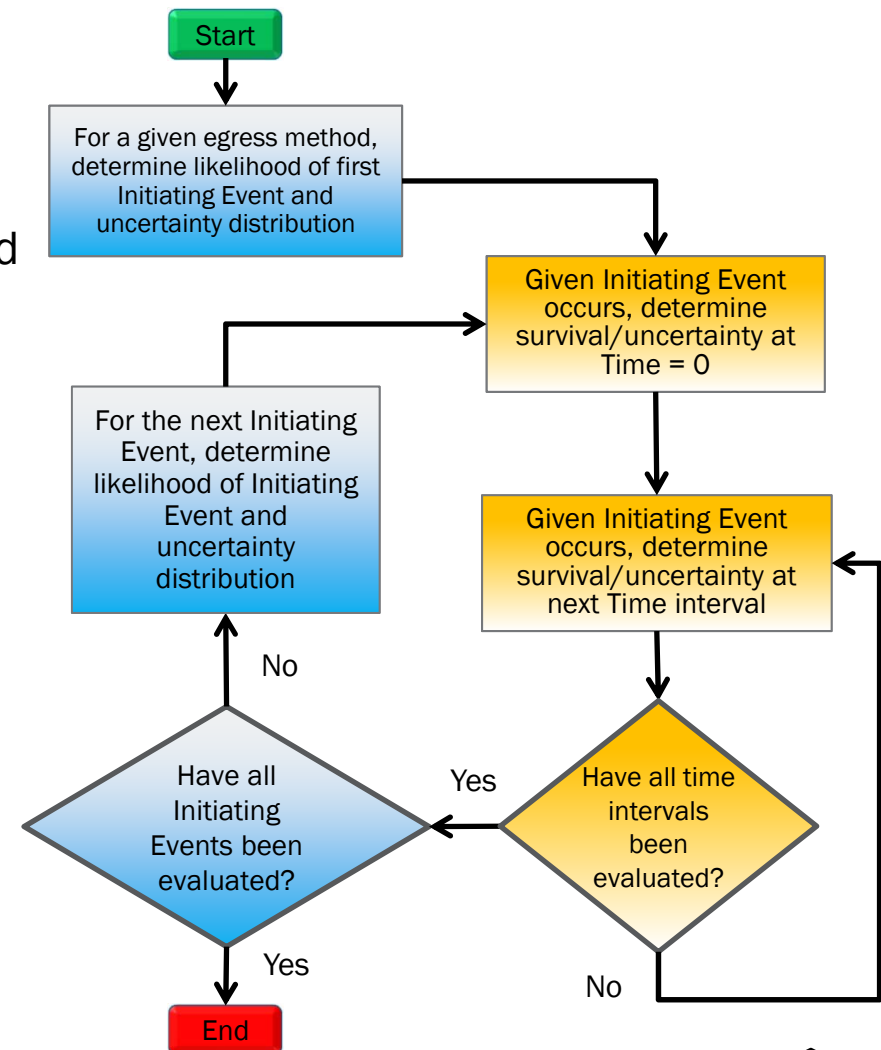 Start
For a given egress method,
determine likelihood of first
Initiating Event and
uncertainty distribution
d
Given Initiating Event
occurs, determine
survival/uncertainty at
Time = 0
For the next Initiating
Event, determine
likelihood of Initiating
Event and
uncertainty
distribution
Given Initiating Event
occurs, determine
survival/uncertainty at
next Time interval
No
Have all
Initiating
Events been
evaluated?
Yes
Have all time
intervals
been
evaluated?
Yes
No
End